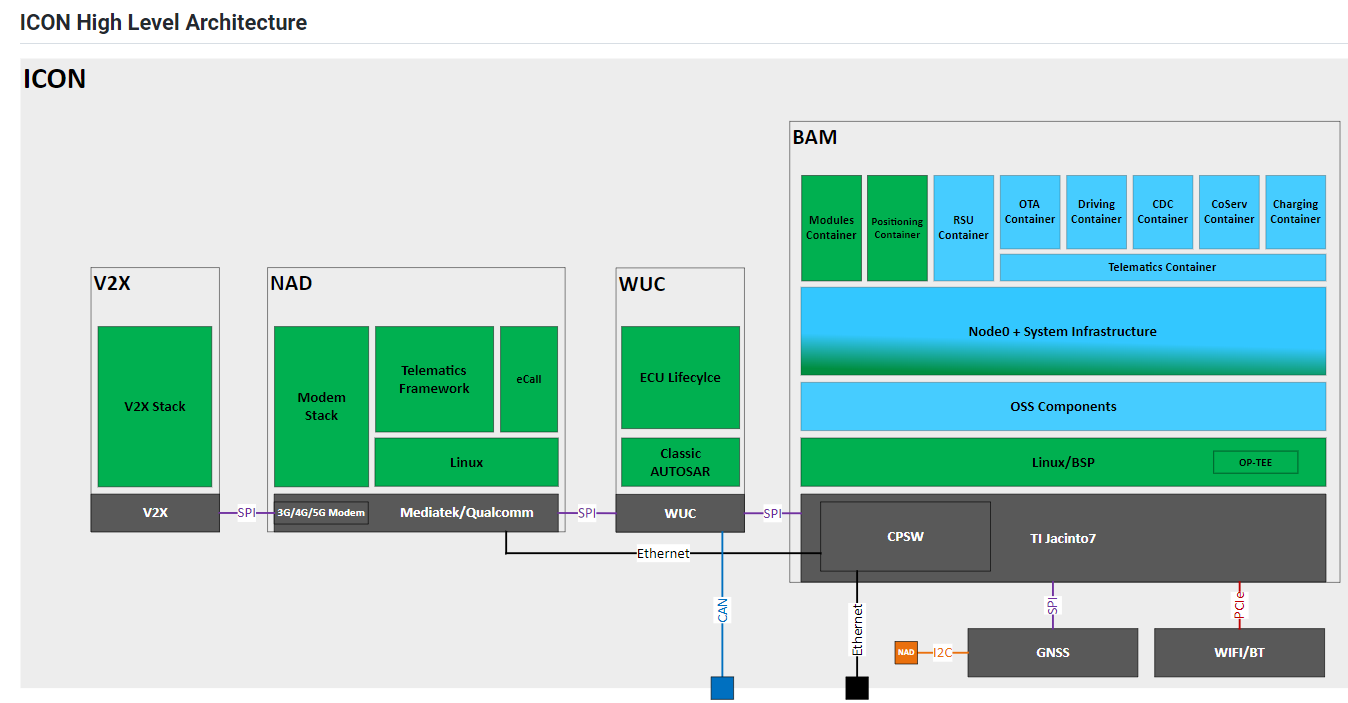 ICON High Level Architecture
ICON
BAM
Modules
Container
Positioning
Container
RSU
Container
OTA
Container
Driving
Container
CDC
Container
CoServ
Container
Charging
Container
Telematics Container
Node0 + System Infrastructure
OSS Components
Linux/BSP
OP-TEE
CPSW
TI Jacinto7
V2X
V2X Stack
V2X
SPI
NAD
Modem
Stack
Telematics
Framework
eCall
Linux
3G/4G/5G Modem
Mediatek/Qualcomm
SPI
WUC
ECU Lifecylce
Classic
AUTOSAR
WUC
SPI
Ethernet
CAN
Ethernet
SPI
PCIe
NAD
I2C
GNSS
WIFI/BT